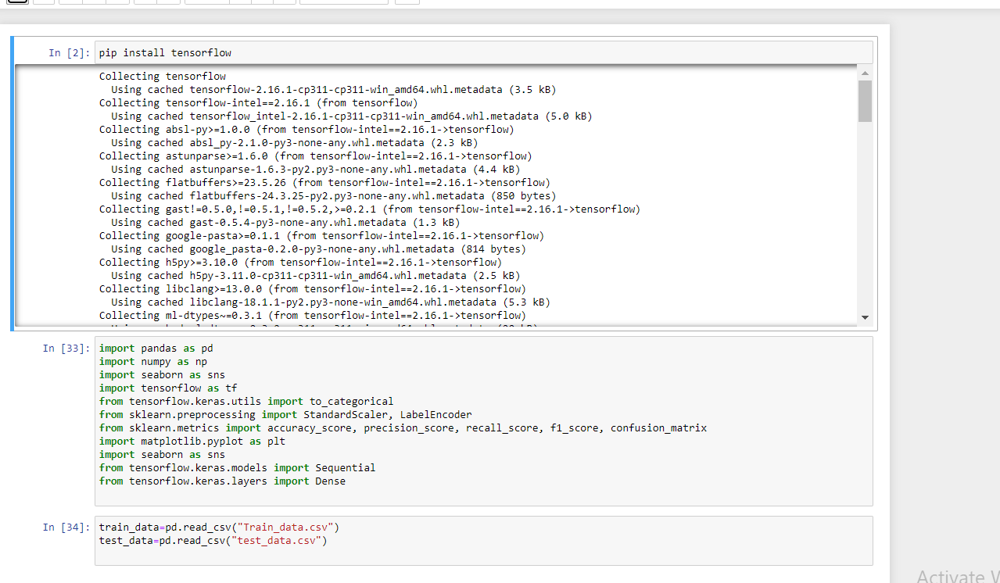 In [2]: pip install tensorflow
Collecting tensorflow
Using cached tensorflow-2.16.1-cp311-cp311-win_amd64.whl.metadata (3.5 kB)
Collecting tensorflow-intel==2.16.1 (from tensorflow)
Using cached tensorflow_intel-2.16.1-cp311-cp311-win_amd64.whl.metadata (5.0 kB)
Collecting absl-py>=1.0.0 (from tensorflow-intel==2.16.1->tensorflow)
Using cached absl_py-2.1.0-py3-none-any.whl.metadata (2.3 kB)
Collecting astunparse>=1.6.0 (from tensorflow-intel==2.16.1->tensorflow)
Using cached astunparse-1.6.3-py2.py3-none-any.whl.metadata (4.4 kB)
Collecting flatbuffers>=23.5.26 (from tensorflow-intel==2.16.1->tensorflow)
Using cached flatbuffers-24.3.25-py2.py3-none-any.whl.metadata (850 bytes)
Collecting gast!=0.5.0,!=0.5.1,!=0.5.2,>=0.2.1 (from tensorflow-intel==2.16.1->tensorflow)
Using cached gast-0.5.4-py3-none-any.whl.metadata (1.3 kB)
Collecting google-pasta>=0.1.1 (from tensorflow-intel==2.16.1->tensorflow)
Using cached google_pasta-0.2.0-py3-none-any.whl.metadata (814 bytes)
Collecting h5py>=3.10.0 (from tensorflow-intel==2.16.1->tensorflow)
Using cached h5py-3.11.0-cp311-cp311-win_amd64.whl.metadata (2.5 kB)
Collecting libclang>=13.0.0 (from tensorflow-intel==2.16.1->tensorflow)
Using cached libclang-18.1.1-py2.py3-none-win_amd64.whl.metadata (5.3 kB)
Collecting ml-dtypes~=0.3.1 (from tensorflow-intel==2.16.1->tensorflow)
In [33]: import pandas as pd
import numpy as np
import seaborn as sns
import tensorflow as tf
from tensorflow.keras.utils import to_categorical
from sklearn.preprocessing import StandardScaler, LabelEncoder
from sklearn.metrics import accuracy_score, precision_score, recall_score, f1_score, confusion_matrix
import matplotlib.pyplot as plt
import seaborn as sns
from tensorflow.keras.models import Sequential
from tensorflow.keras.layers import Dense
In [34]: train_data=pd.read_csv("Train_data.csv")
test_data=pd.read_csv("test_data.csv")
Activate